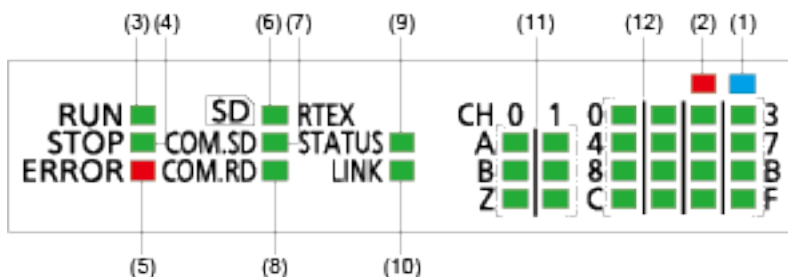 (3) (4) (6) (7) (9) (11) (12) (2) (1)
RUN SD RTEX CH 0 1 0 3
STOP COM.SD STATUS A 4 7
ERROR COM.RD LINK B 8 B
Z C F
(5) (8) (10)